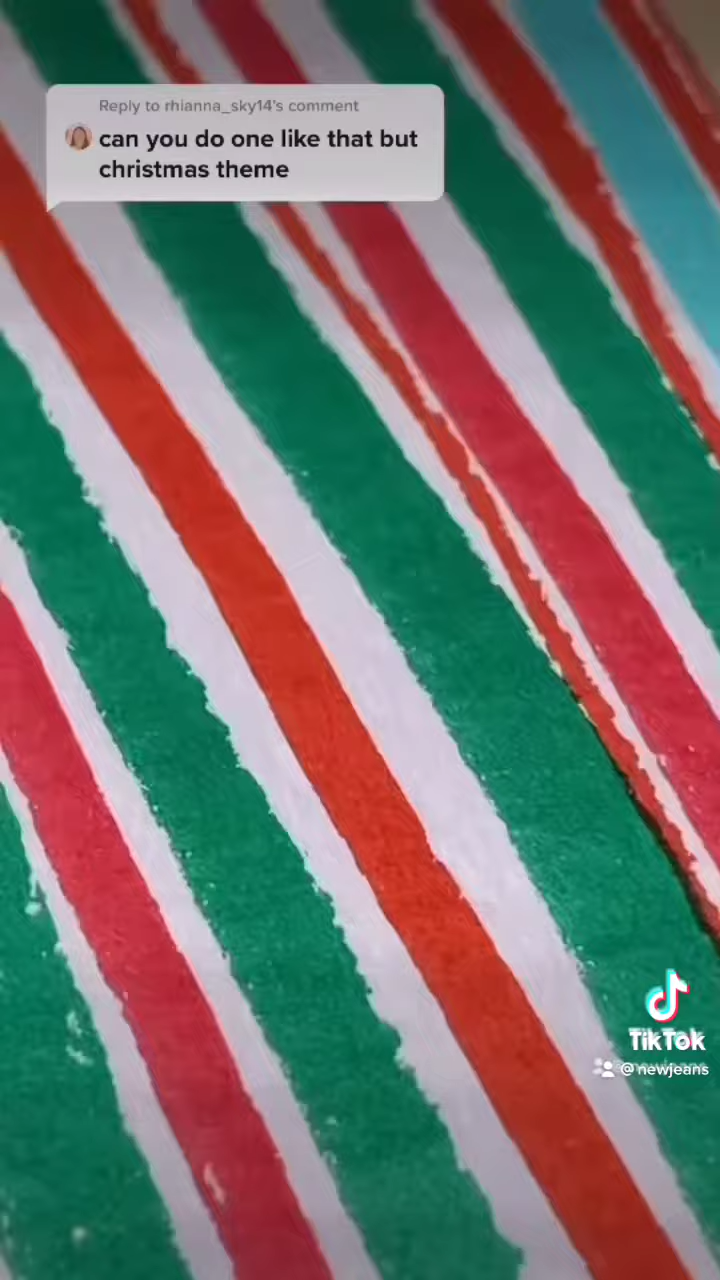 Reply to rhianna_sky14's comment
can you do one like that but
christmas theme
TikTok
@newjeans